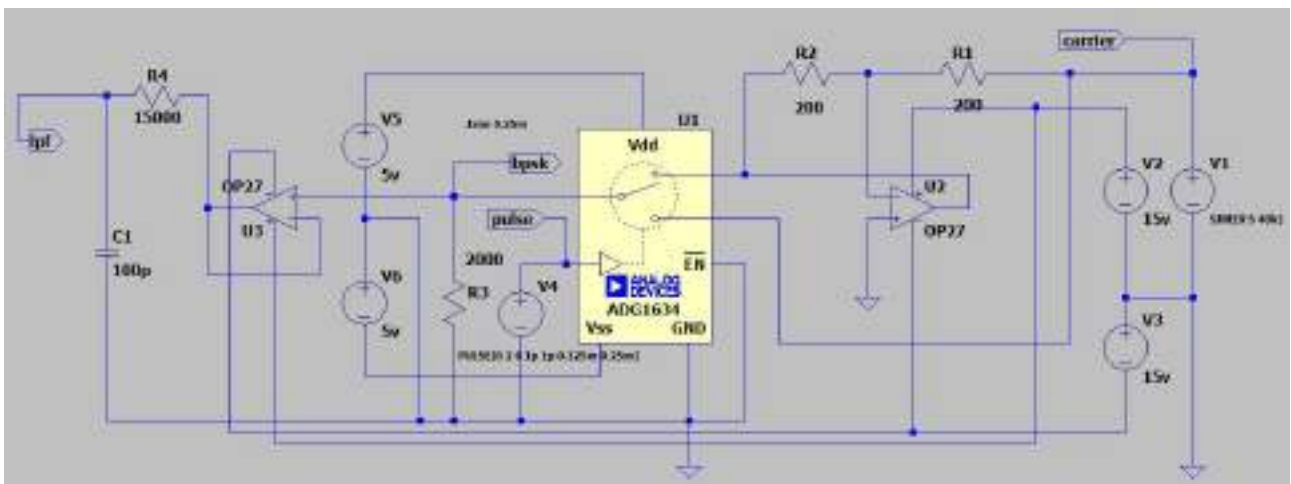 carrier
R2
R1
R4
200
200
15000
V5
U1
lpf
Vdd
V2
V1
5v
bpsk
OP27
U2
15v
pulse
U3
OP27
C1
100p
2000
EN
V6
V4
R3
ANALOG
DEVICES
ADG1634
V3
5v
Vss
GND
15v